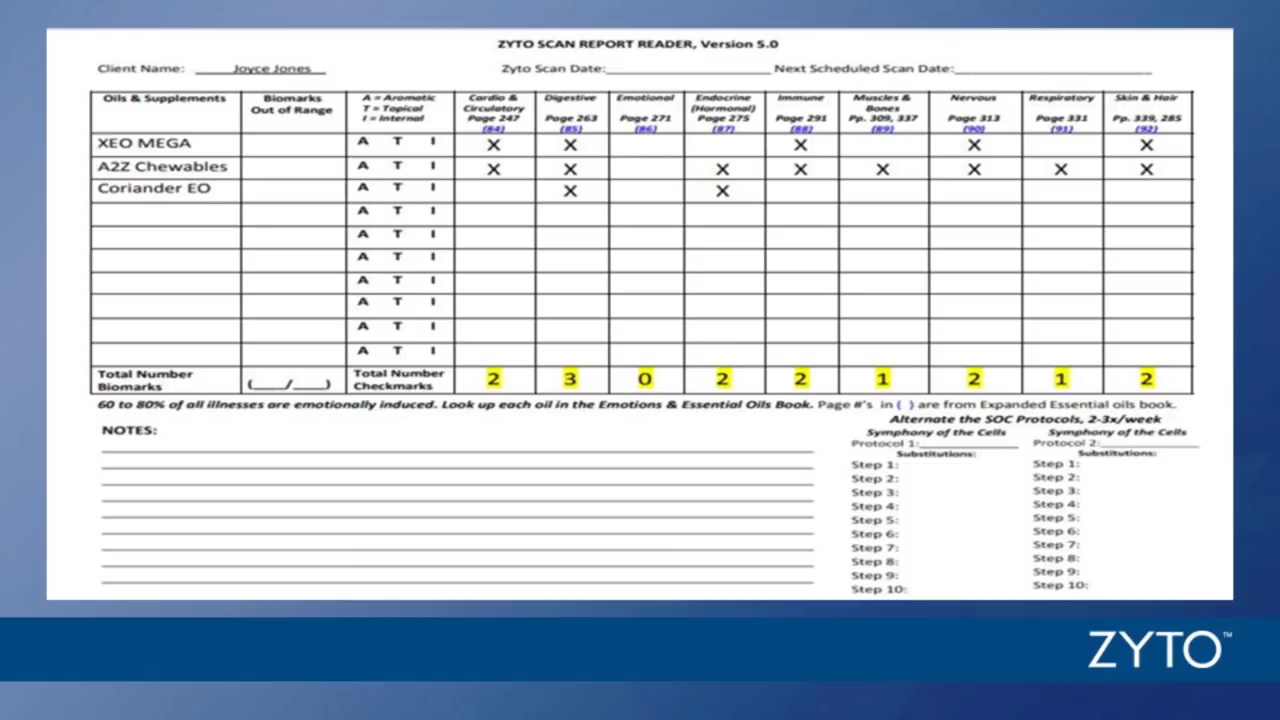 ZYTO SCAN REPORT READER, Version 5.0
Client Name: Joyce Jones Zyto Scan Date: Next Scheduled Scan Date:
Oils & Supplements Biomarks Out of Range A = Aromatic T = Topical I = Internal Cardio & Circulatory Page 247 (84) Digestive Page 263 (85) Emotional Page 271 (86) Endocrine (Hormonal) Page 275 (87) Immune Page 291 (88) Muscles & Bones Pp. 309, 337 (89) Nervous Page 313 (90) Respiratory Page 331 (91) Skin & Hair Pp. 339, 285 (92)
XEO MEGA A T I X X X X X
A2Z Chewables A T I X X X X X X X X
Coriander EO A T I X X
A T I
A T I
A T I
A T I
A T I
A T I
A T I
Total Number Biomarks (___/___) Total Number Checkmarks 2 3 0 2 2 1 2 1 2
60 to 80% of all illnesses are emotionally induced. Look up each oil in the Emotions & Essential Oils Book. Page #'s in ( ) are from Expanded Essential oils book.
Alternate the SOC Protocols, 2-3x/week
NOTES:
Symphony of the Cells Symphony of the Cells
Protocol 1: Protocol 2:
Substitutions: Substitutions:
Step 1: Step 1:
Step 2: Step 2:
Step 3: Step 3:
Step 4: Step 4:
Step 5: Step 5:
Step 6: Step 6:
Step 7: Step 7:
Step 8: Step 8:
Step 9: Step 9:
Step 10: Step 10:
ZYTO™